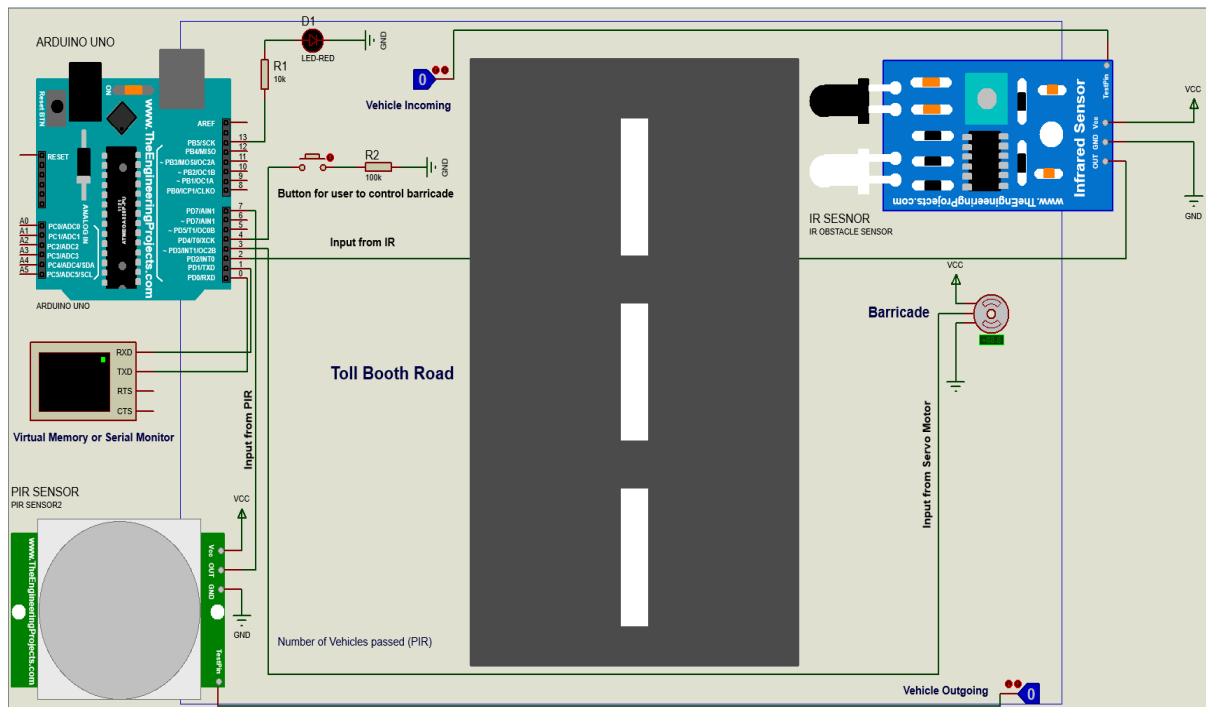 ARDUINO UNO
Reset BTN
ON
www.TheEngineeringProjects.com
ANALOG IN
RESET
A0
A1
A2
A3
A4
A5
PC0/ADC0
PC1/ADC1
PC2/ADC2
PC3/ADC3
PC4/ADC4/SDA
PC5/ADC5/SCL
AREF
PB5/SCK
PB4/MISO
~ PB3/MOSI/OC2A
~ PB2/OC1B
~ PB1/OC1A
PB0/ICP1/CLKO
13
12
11
10
9
8
PD7/AIN1
~ PD7/AIN1
~ PD5/T1/OC0B
PD4/T0/XCK
~ PD3/INT1/OC2B
PD2/INT0
PD1/TXD
PD0/RXD
7
6
5
4
3
2
1
0
ARDUINO UNO
D1
LED-RED
GND
R1
10k
0
Vehicle Incoming
R2
100k
GND
Button for user to control barricade
Input from IR
Infrared Sensor
www.TheEngineeringProjects.com
TestPin
Vcc
GND
OUT
VCC
GND
IR SESNOR
IR OBSTACLE SENSOR
VCC
Barricade
Toll Booth Road
RXD
TXD
RTS
CTS
Virtual Memory or Serial Monitor
Input from PIR
Input from Servo Motor
PIR SENSOR
PIR SENSOR2
www.TheEngineeringProjects.com
VCC
Vcc
OUT
GND
GND
TestPin
Number of Vehicles passed (PIR)
Vehicle Outgoing
0